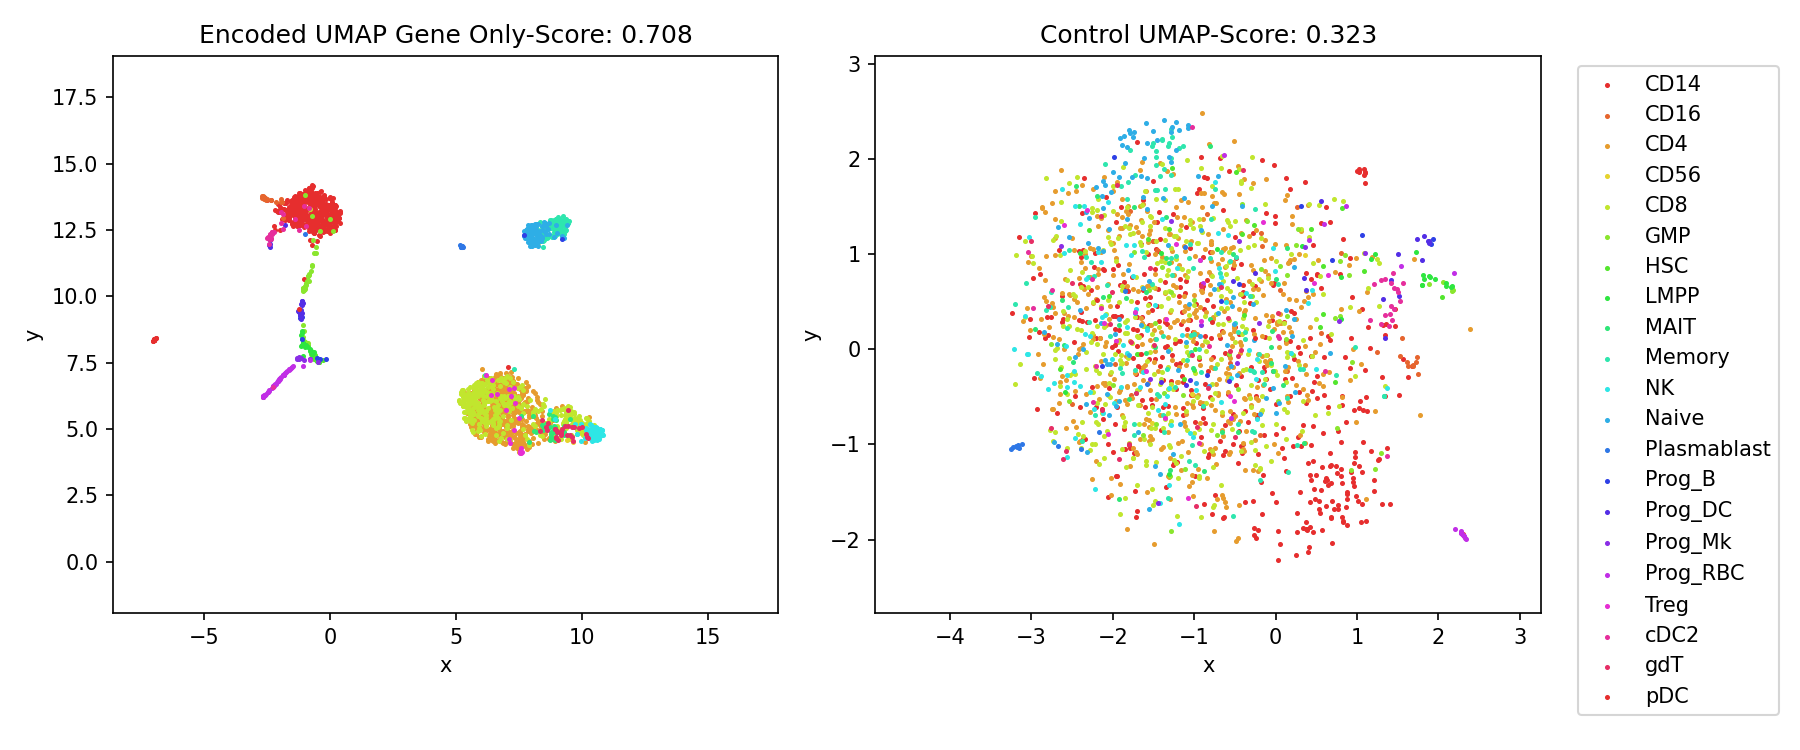 Encoded UMAP Gene Only-Score: 0.708
17.5
15.0
12.5
10.0
7.5
5.0
2.5
0.0
y
−5
0
5
10
15
x
Control UMAP-Score: 0.323
3
2
1
0
−1
−2
y
−4
−3
−2
−1
0
1
2
3
x
CD14
CD16
CD4
CD56
CD8
GMP
HSC
LMPP
MAIT
Memory
NK
Naive
Plasmablast
Prog_B
Prog_DC
Prog_Mk
Prog_RBC
Treg
cDC2
gdT
pDC